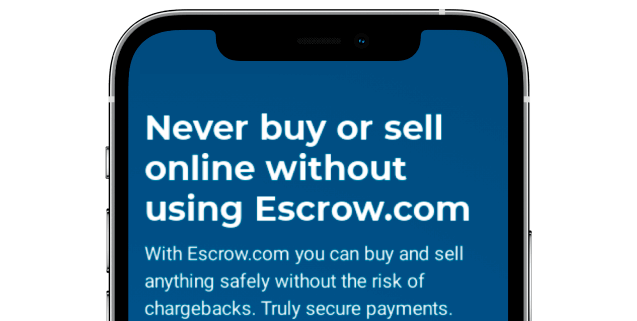 Never buy or sell
online without
using Escrow.com
With Escrow.com you can buy and sell
anything safely without the risk of
chargebacks. Truly secure payments.